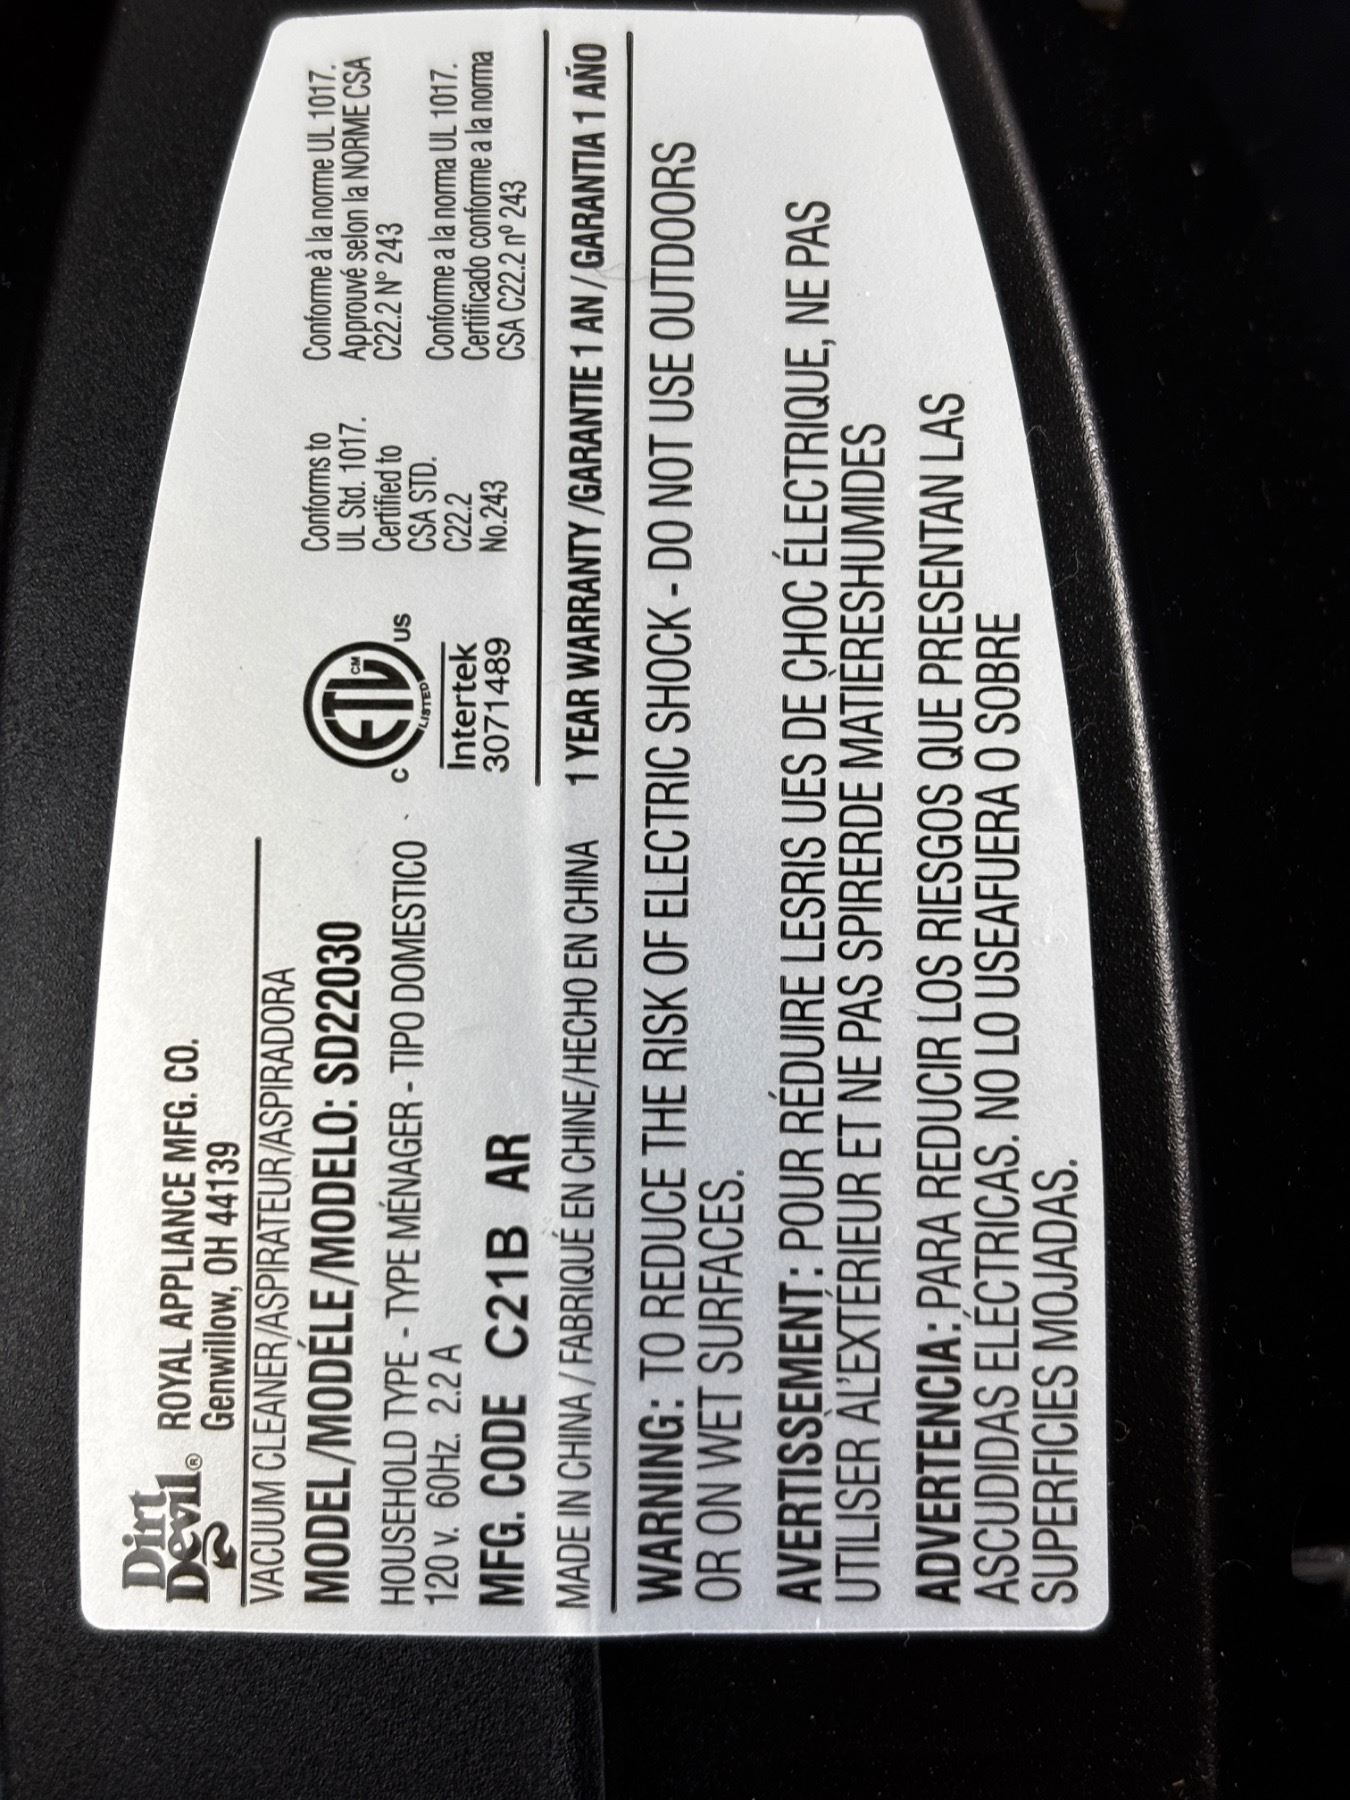 Dirt
Devil®
ROYAL APPLIANCE MFG. CO.
Genwillow, OH 44139
VACUUM CLEANER/ASPIRATEUR/ASPIRADORA
MODEL/MODÉLE/MODELO: SD22030
HOUSEHOLD TYPE - TYPE MÉNAGER - TIPO DOMESTICO
120 v. 60Hz. 2.2 A
MFG. CODE C21B AR
MADE IN CHINA / FABRIQUÉ EN CHINE/HECHO EN CHINA
C ETL CM US
LISTED
Intertek
3071489
Conforms to
UL Std. 1017.
Certified to
CSA STD.
C22.2
No.243
Conforme à la norme UL 1017.
Approuvé selon la NORME CSA
C22.2 N° 243
Conforme a la norma UL 1017.
Certificado conforme a la norma
CSA C22.2 nº 243
1 YEAR WARRANTY /GARANTIE 1 AN / GARANTIA 1 AÑO
WARNING: TO REDUCE THE RISK OF ELECTRIC SHOCK - DO NOT USE OUTDOORS
OR ON WET SURFACES.
AVERTISSEMENT: POUR RÉDUIRE LESRIS UES DE CHOC ÉLECTRIQUE, NE PAS
UTILISER ÀL'EXTÉRIEUR ET NE PAS SPIRERDE MATIÈRESHUMIDES
ADVERTENCIA: PARA REDUCIR LOS RIESGOS QUE PRESENTAN LAS
ASCUDIDAS ELÉCTRICAS. NO LO USEAFUERA O SOBRE
SUPERFICIES MOJADAS.